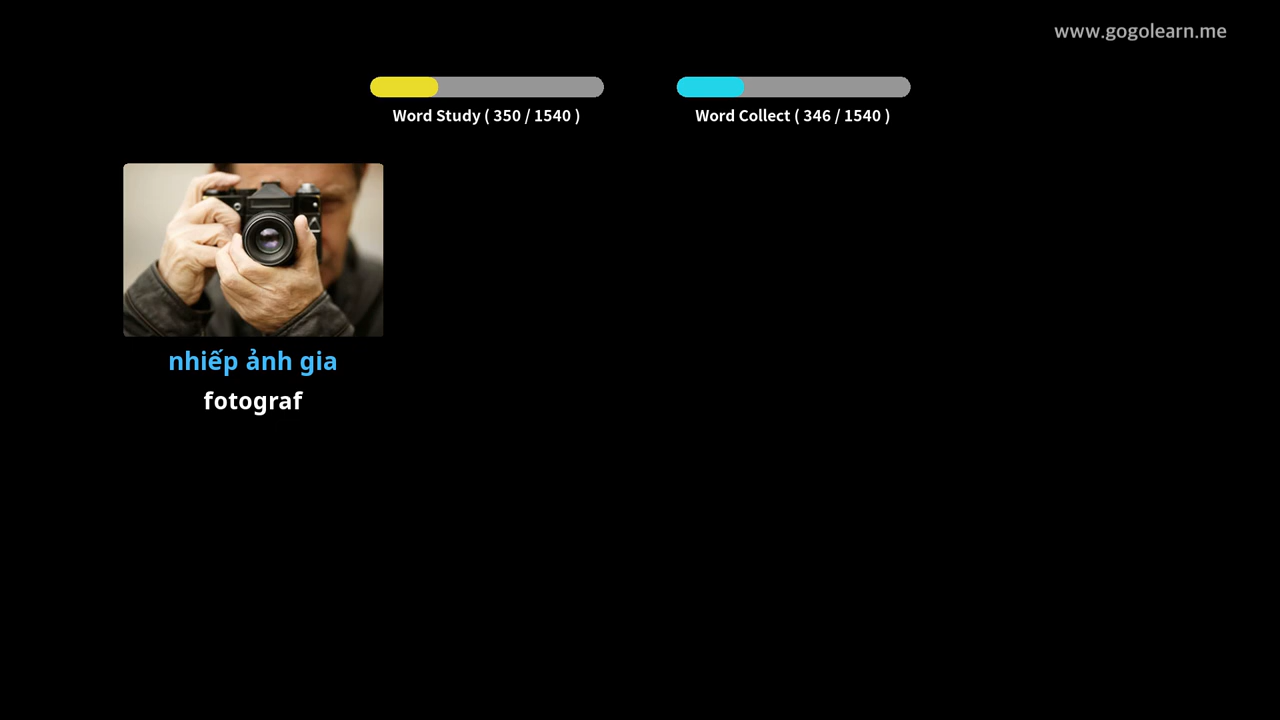 www.gogolearn.me
Word Study ( 350 / 1540 )
Word Collect ( 346 / 1540 )
nhiếp ảnh gia
fotograf